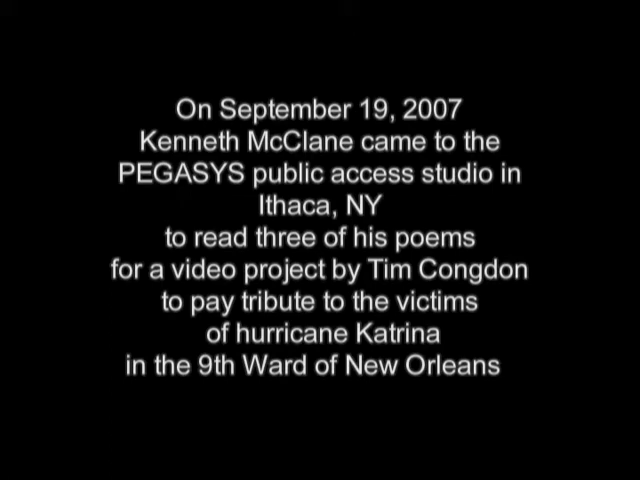 On September 19, 2007
Kenneth McClane came to the
PEGASYS public access studio in
Ithaca, NY
to read three of his poems
for a video project by Tim Congdon
to pay tribute to the victims
of hurricane Katrina
in the 9th Ward of New Orleans